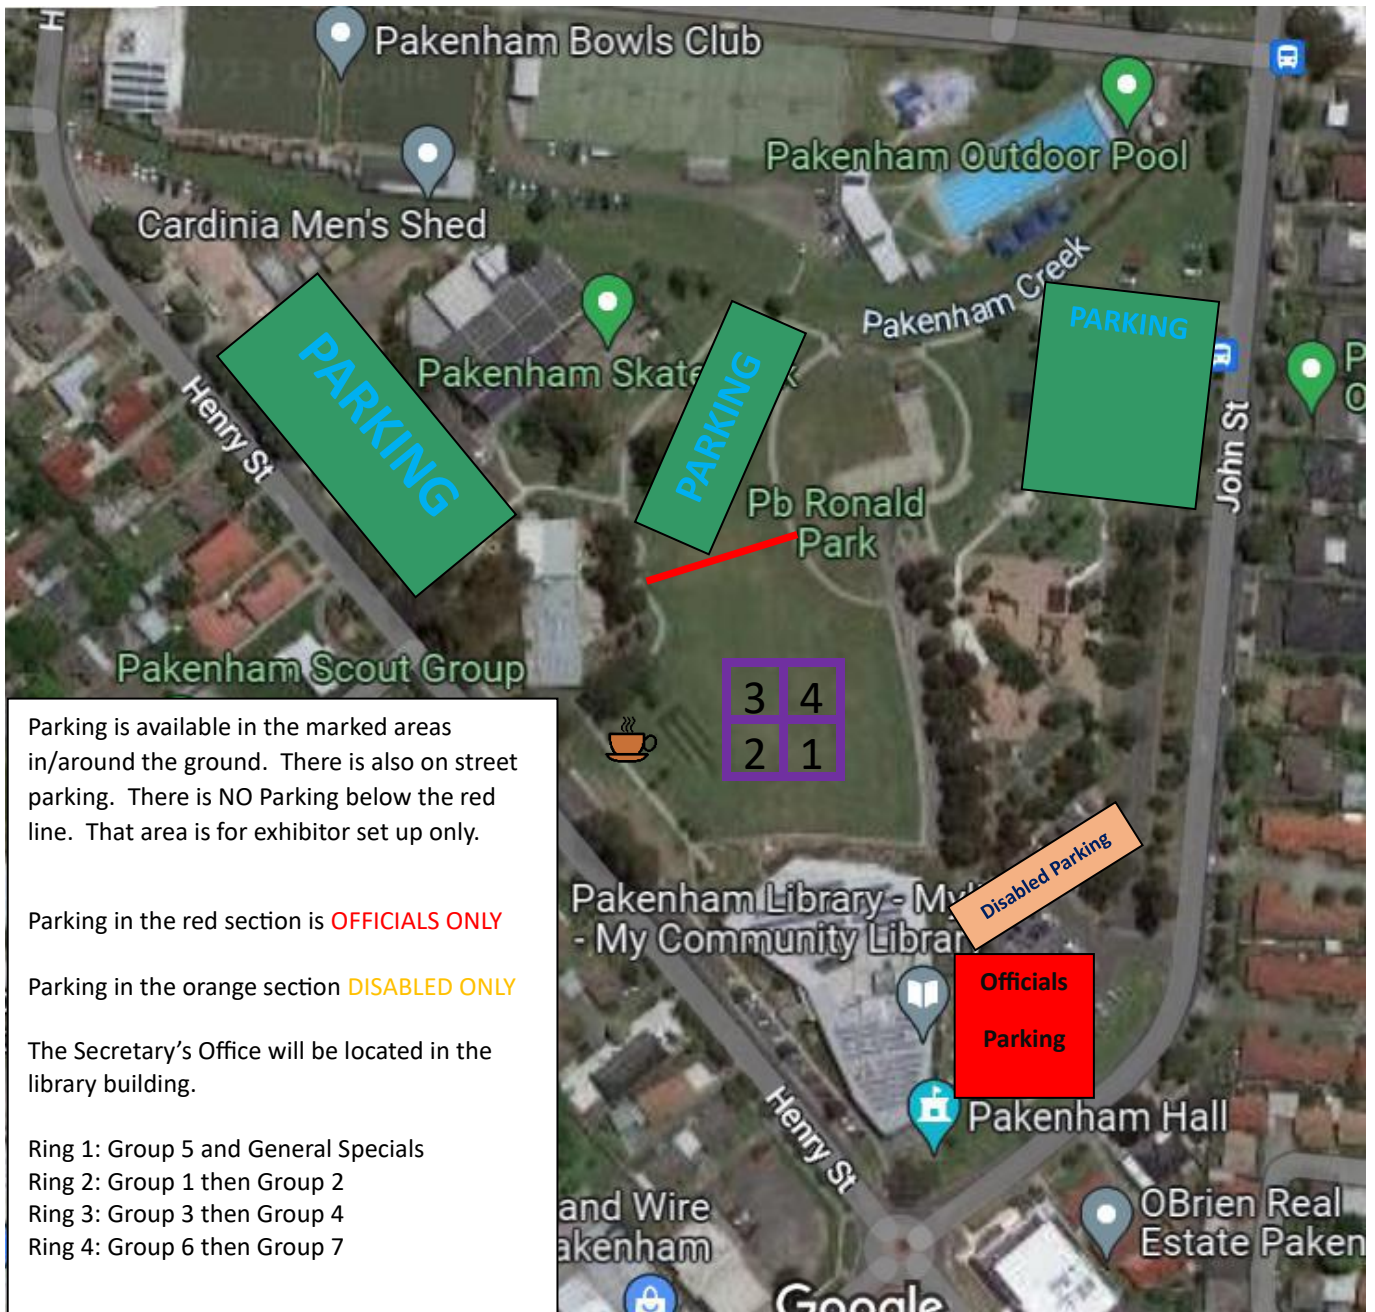 H
Pakenham Bowls Club
Pakenham Outdoor Pool
Cardinia Men's Shed
Pakenham Creek
PARKING
PARKING
PARKING
Pakenham Skate
Henry St
John St
Pb Ronald
Park
Pakenham Scout Group
3 4
2 1
Parking is available in the marked areas
in/around the ground. There is also on street
parking. There is NO Parking below the red
line. That area is for exhibitor set up only.
Parking in the red section is OFFICIALS ONLY
Parking in the orange section DISABLED ONLY
The Secretary's Office will be located in the
library building.
Ring 1: Group 5 and General Specials
Ring 2: Group 1 then Group 2
Ring 3: Group 3 then Group 4
Ring 4: Group 6 then Group 7
Disabled Parking
Pakenham Library - My
- My Community Library
Officials
Parking
Pakenham Hall
Henry St
and Wire
akenham
OBrien Real
Estate Paken
Google